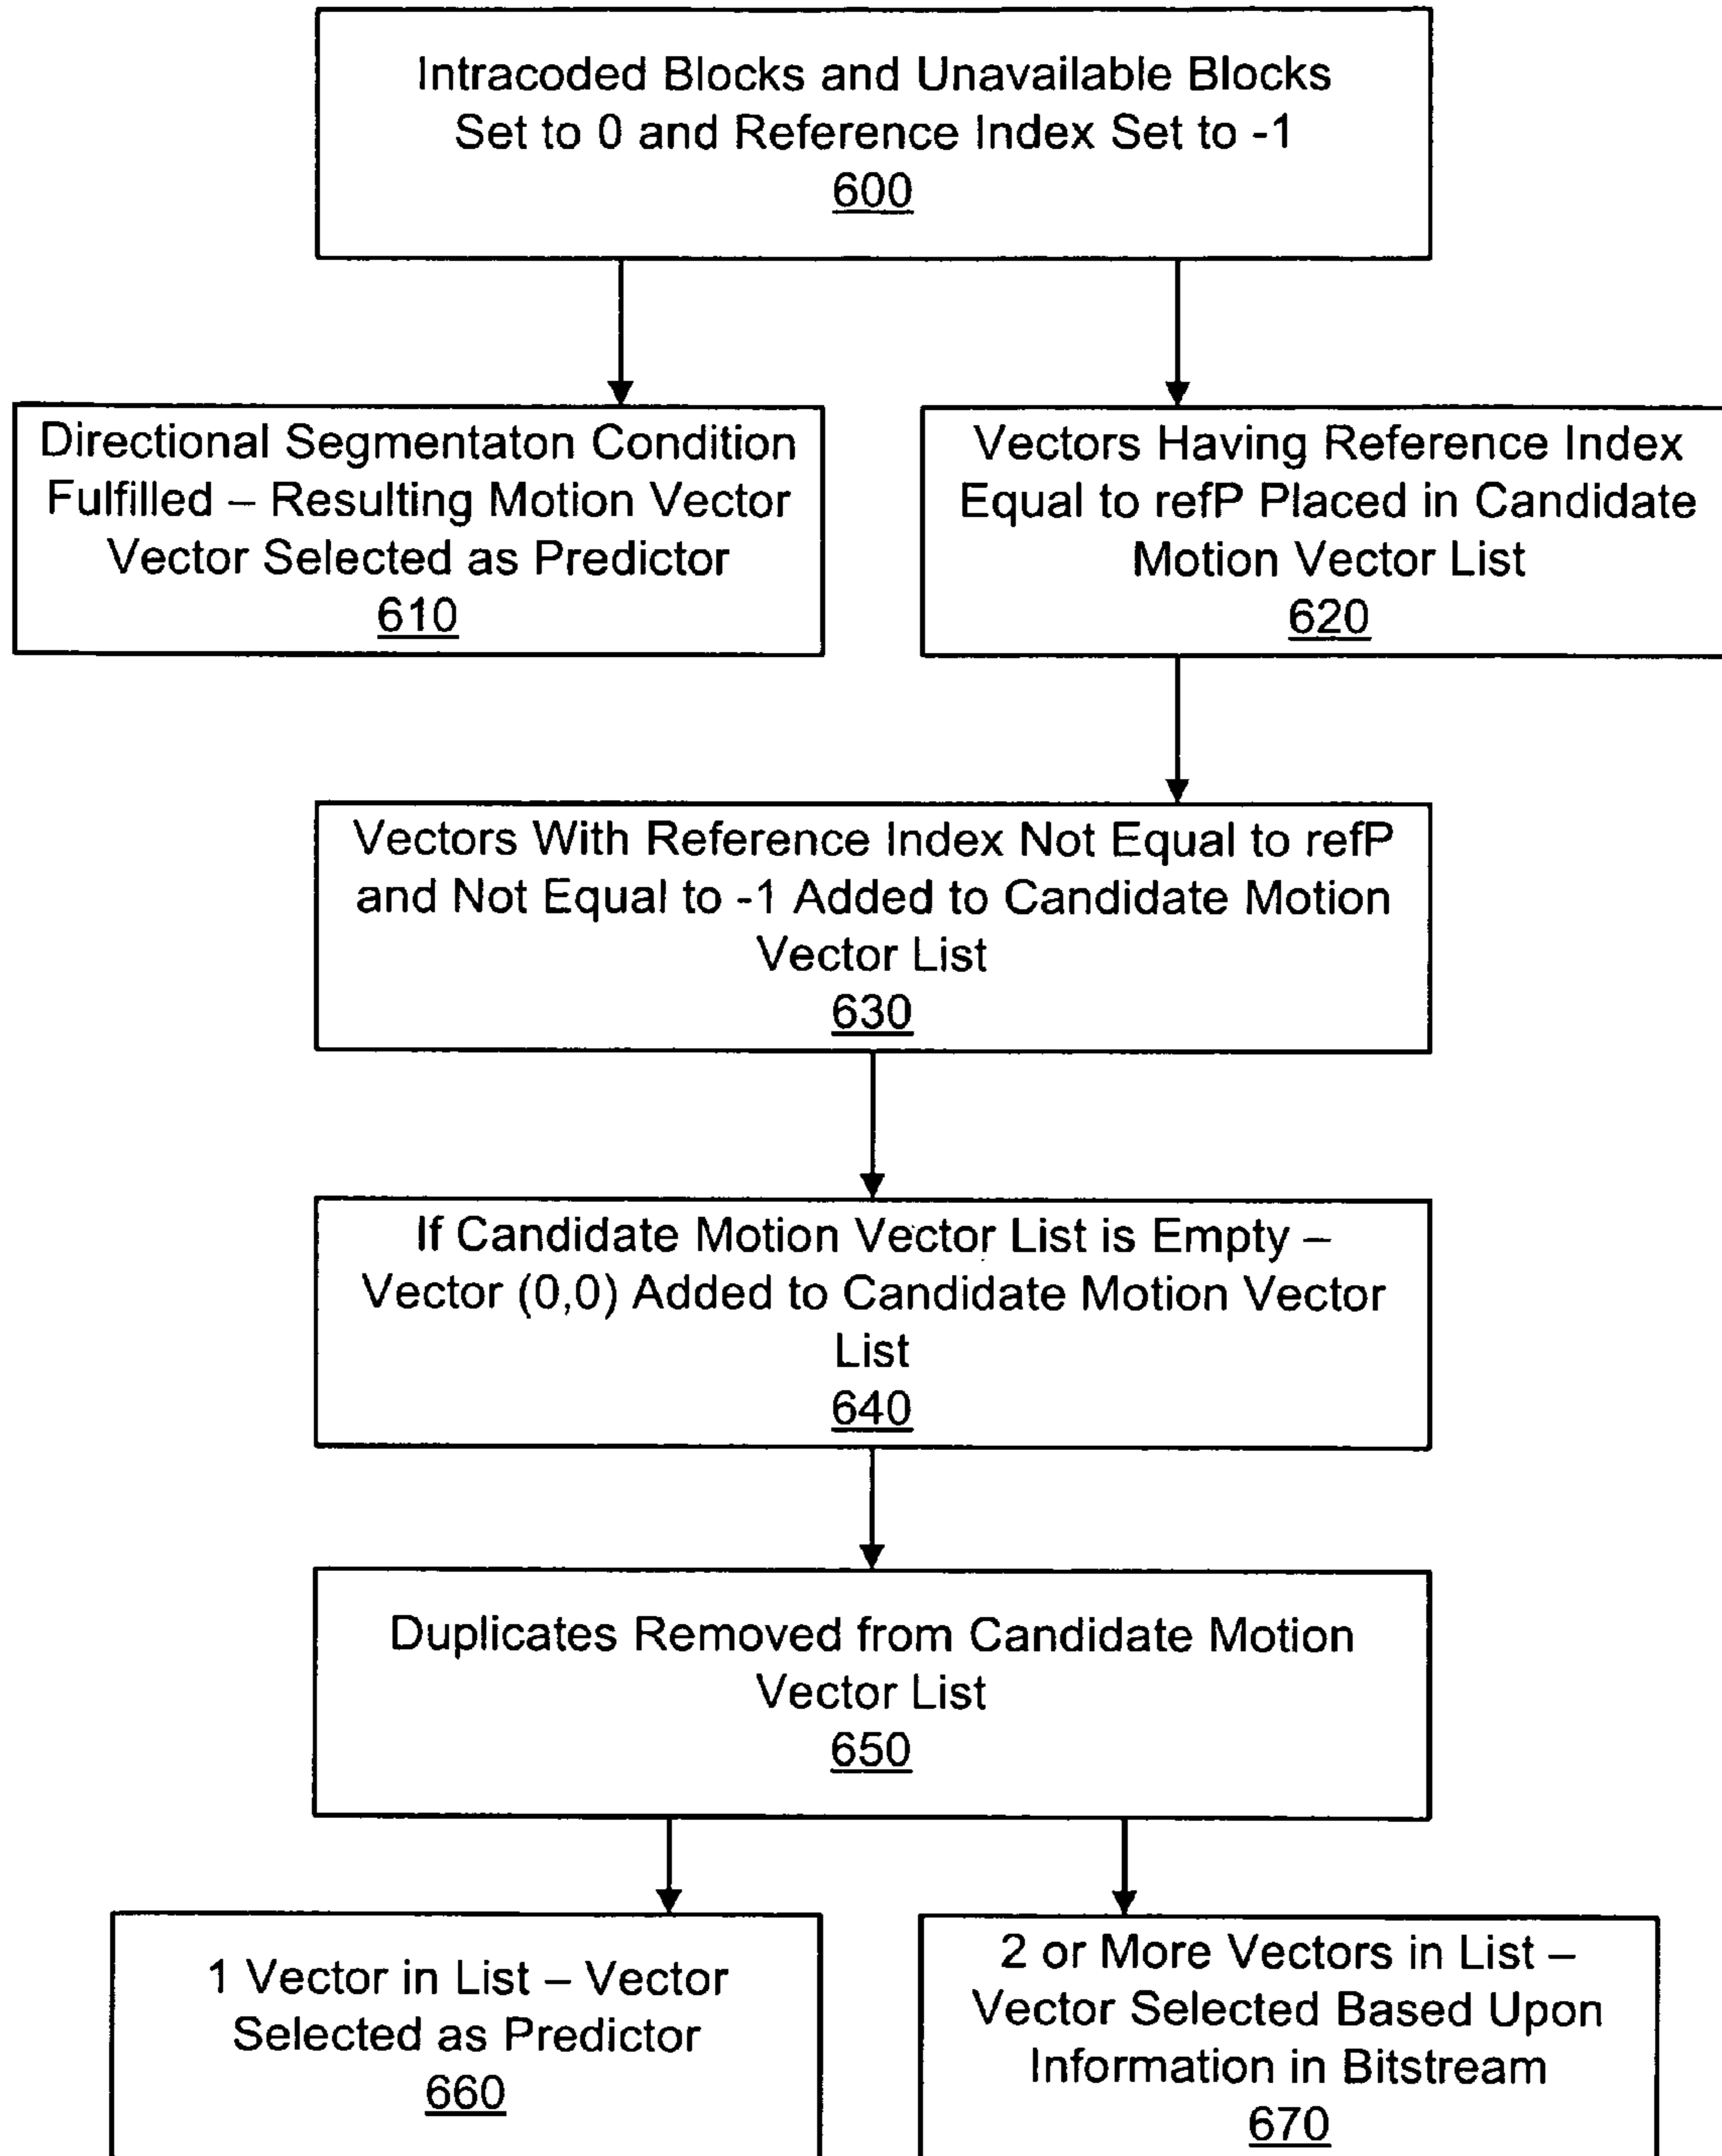 Intracoded Blocks and Unavailable Blocks
Set to 0 and Reference Index Set to -1
600
Directional Segmentaton Condition
Fulfilled – Resulting Motion Vector
Vector Selected as Predictor
610
Vectors Having Reference Index
Equal to refP Placed in Candidate
Motion Vector List
620
Vectors With Reference Index Not Equal to refP
and Not Equal to -1 Added to Candidate Motion
Vector List
630
If Candidate Motion Vector List is Empty –
Vector (0,0) Added to Candidate Motion Vector
List
640
Duplicates Removed from Candidate Motion
Vector List
650
1 Vector in List – Vector
Selected as Predictor
660
2 or More Vectors in List –
Vector Selected Based Upon
Information in Bitstream
670